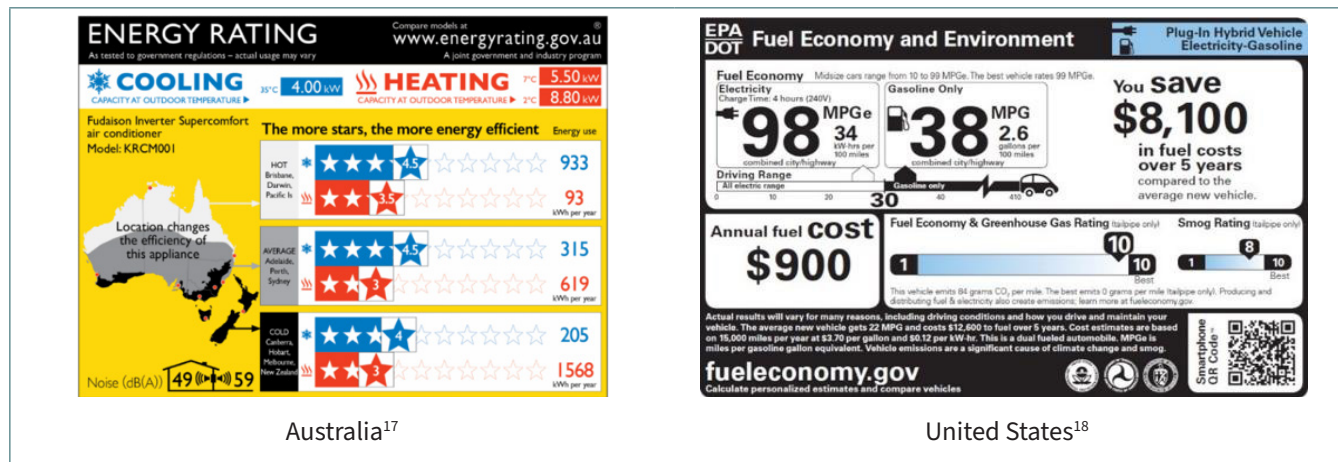 ENERGY RATING
As tested to government regulations – actual usage may vary
Compare models at
www.energyrating.gov.au
®
A joint government and industry program
COOLING
CAPACITY AT OUTDOOR TEMPERATURE
35°C 4.00 kW
HEATING
CAPACITY AT OUTDOOR TEMPERATURE
7°C 5.50 kW
2°C 8.80 kW
Fudaison Inverter Supercomfort
air conditioner
Model: KRCM001
The more stars, the more energy efficient Energy use
HOT
Brisbane,
Darwin,
Pacific Is
4.5 933
3.5 93
kWh per year
Location changes
the efficiency of
this appliance
AVERAGE
Adelaide,
Perth,
Sydney
4.5 315
3 619
kWh per year
COLD
Canberra,
Hobart,
Melbourne,
New Zealand
4 205
3 1568
kWh per year
Noise (dB(A)) 49 59
Australia17
EPA
DOT
Fuel Economy and Environment
Plug-In Hybrid Vehicle
Electricity-Gasoline
Fuel Economy Midsize cars range from 10 to 99 MPGe. The best vehicle rates 99 MPGe.
Electricity
Charge Time: 4 hours (240V)
98 MPGe
34
kW-hrs per
100 miles
combined city/highway
Gasoline Only
38 MPG
2.6
gallons per
100 miles
combined city/highway
Driving Range
All electric range Gasoline only
0 10 20 30 40 410
You save
$8,100
in fuel costs
over 5 years
compared to the
average new vehicle.
Annual fuel cost
$900
Fuel Economy & Greenhouse Gas Rating (tailpipe only)
10
1 10
Best
Smog Rating (tailpipe only)
8
1 10
Best
This vehicle emits 84 grams CO2 per mile. The best emits 0 grams per mile (tailpipe only). Producing and
distributing fuel & electricity also create emissions; learn more at fueleconomy.gov.
Actual results will vary for many reasons, including driving conditions and how you drive and maintain your
vehicle. The average new vehicle gets 22 MPG and costs $12,600 to fuel over 5 years. Cost estimates are based
on 15,000 miles per year at $3.70 per gallon and $0.12 per kW-hr. This is a dual fueled automobile. MPGe is
miles per gasoline gallon equivalent. Vehicle emissions are a significant cause of climate change and smog.
fueleconomy.gov
Calculate personalized estimates and compare vehicles
Smartphone
QR Code™
United States18